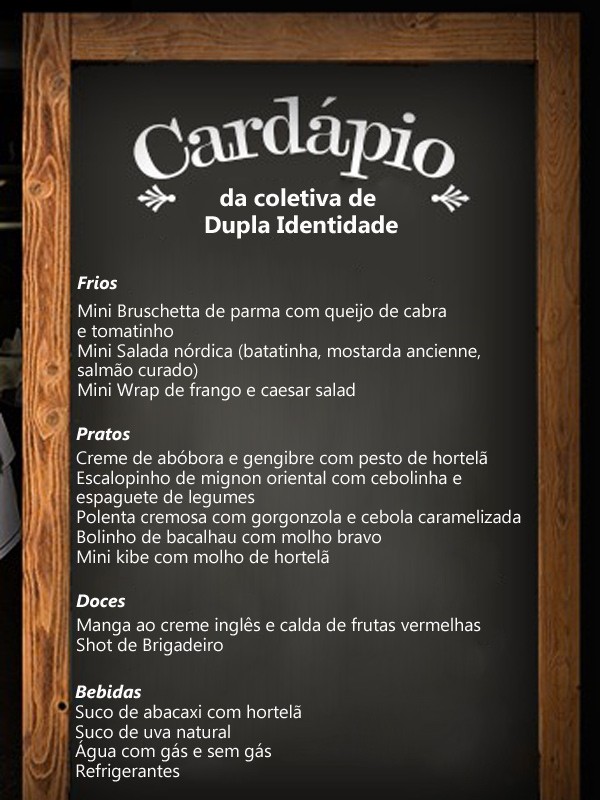 Cardápio
da coletiva de
Dupla Identidade
Frios
Mini Bruschetta de parma com queijo de cabra
e tomatinho
Mini Salada nórdica (batatinha, mostarda ancienne,
salmão curado)
Mini Wrap de frango e caesar salad
Pratos
Creme de abóbora e gengibre com pesto de hortelã
Escalopinho de mignon oriental com cebolinha e
espaguete de legumes
Polenta cremosa com gorgonzola e cebola caramelizada
Bolinho de bacalhau com molho bravo
Mini kibe com molho de hortelã
Doces
Manga ao creme inglês e calda de frutas vermelhas
Shot de Brigadeiro
Bebidas
Suco de abacaxi com hortelã
Suco de uva natural
Água com gás e sem gás
Refrigerantes